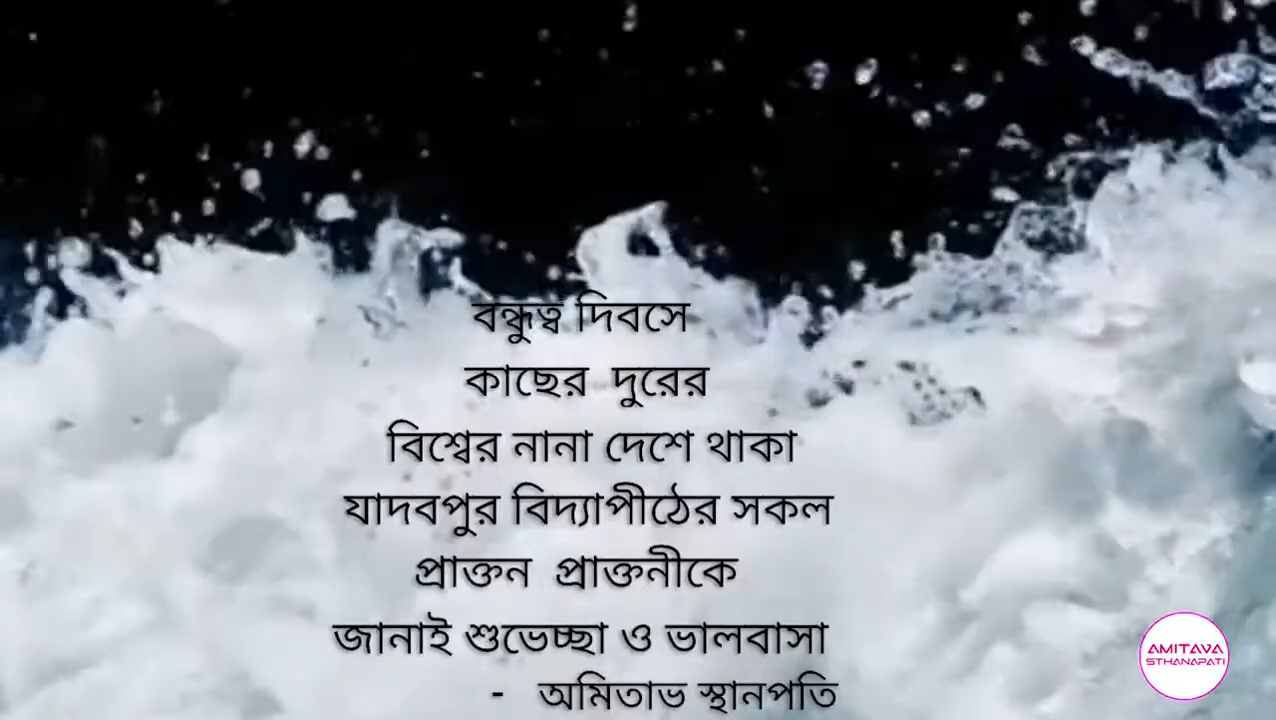 বন্ধুত্ব দিবসে
কাছের দুরের
বিশ্বের নানা দেশে থাকা
যাদবপুর বিদ্যাপীঠের সকল
প্রাক্তন প্রাক্তনীকে
জানাই শুভেচ্ছা ও ভালবাসা
- অমিতাভ স্থানপতি
AMITAVA
STHANAPATI